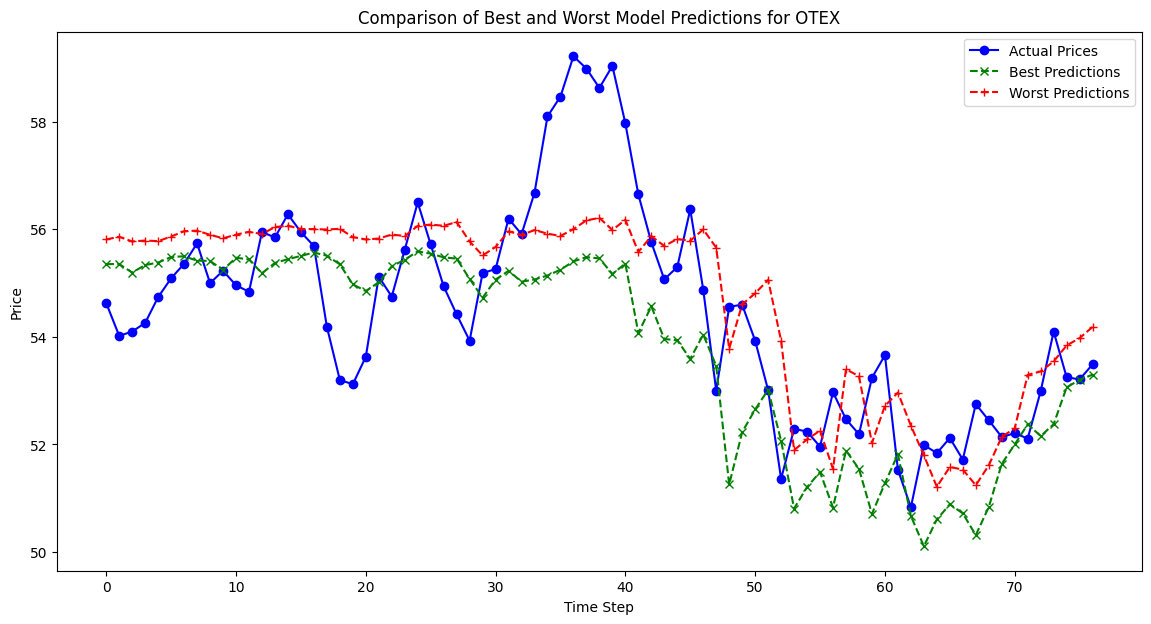 Comparison of Best and Worst Model Predictions for OTEX
Actual Prices
Best Predictions
Worst Predictions
Price
58
56
54
52
50
0 10 20 30 40 50 60 70
Time Step